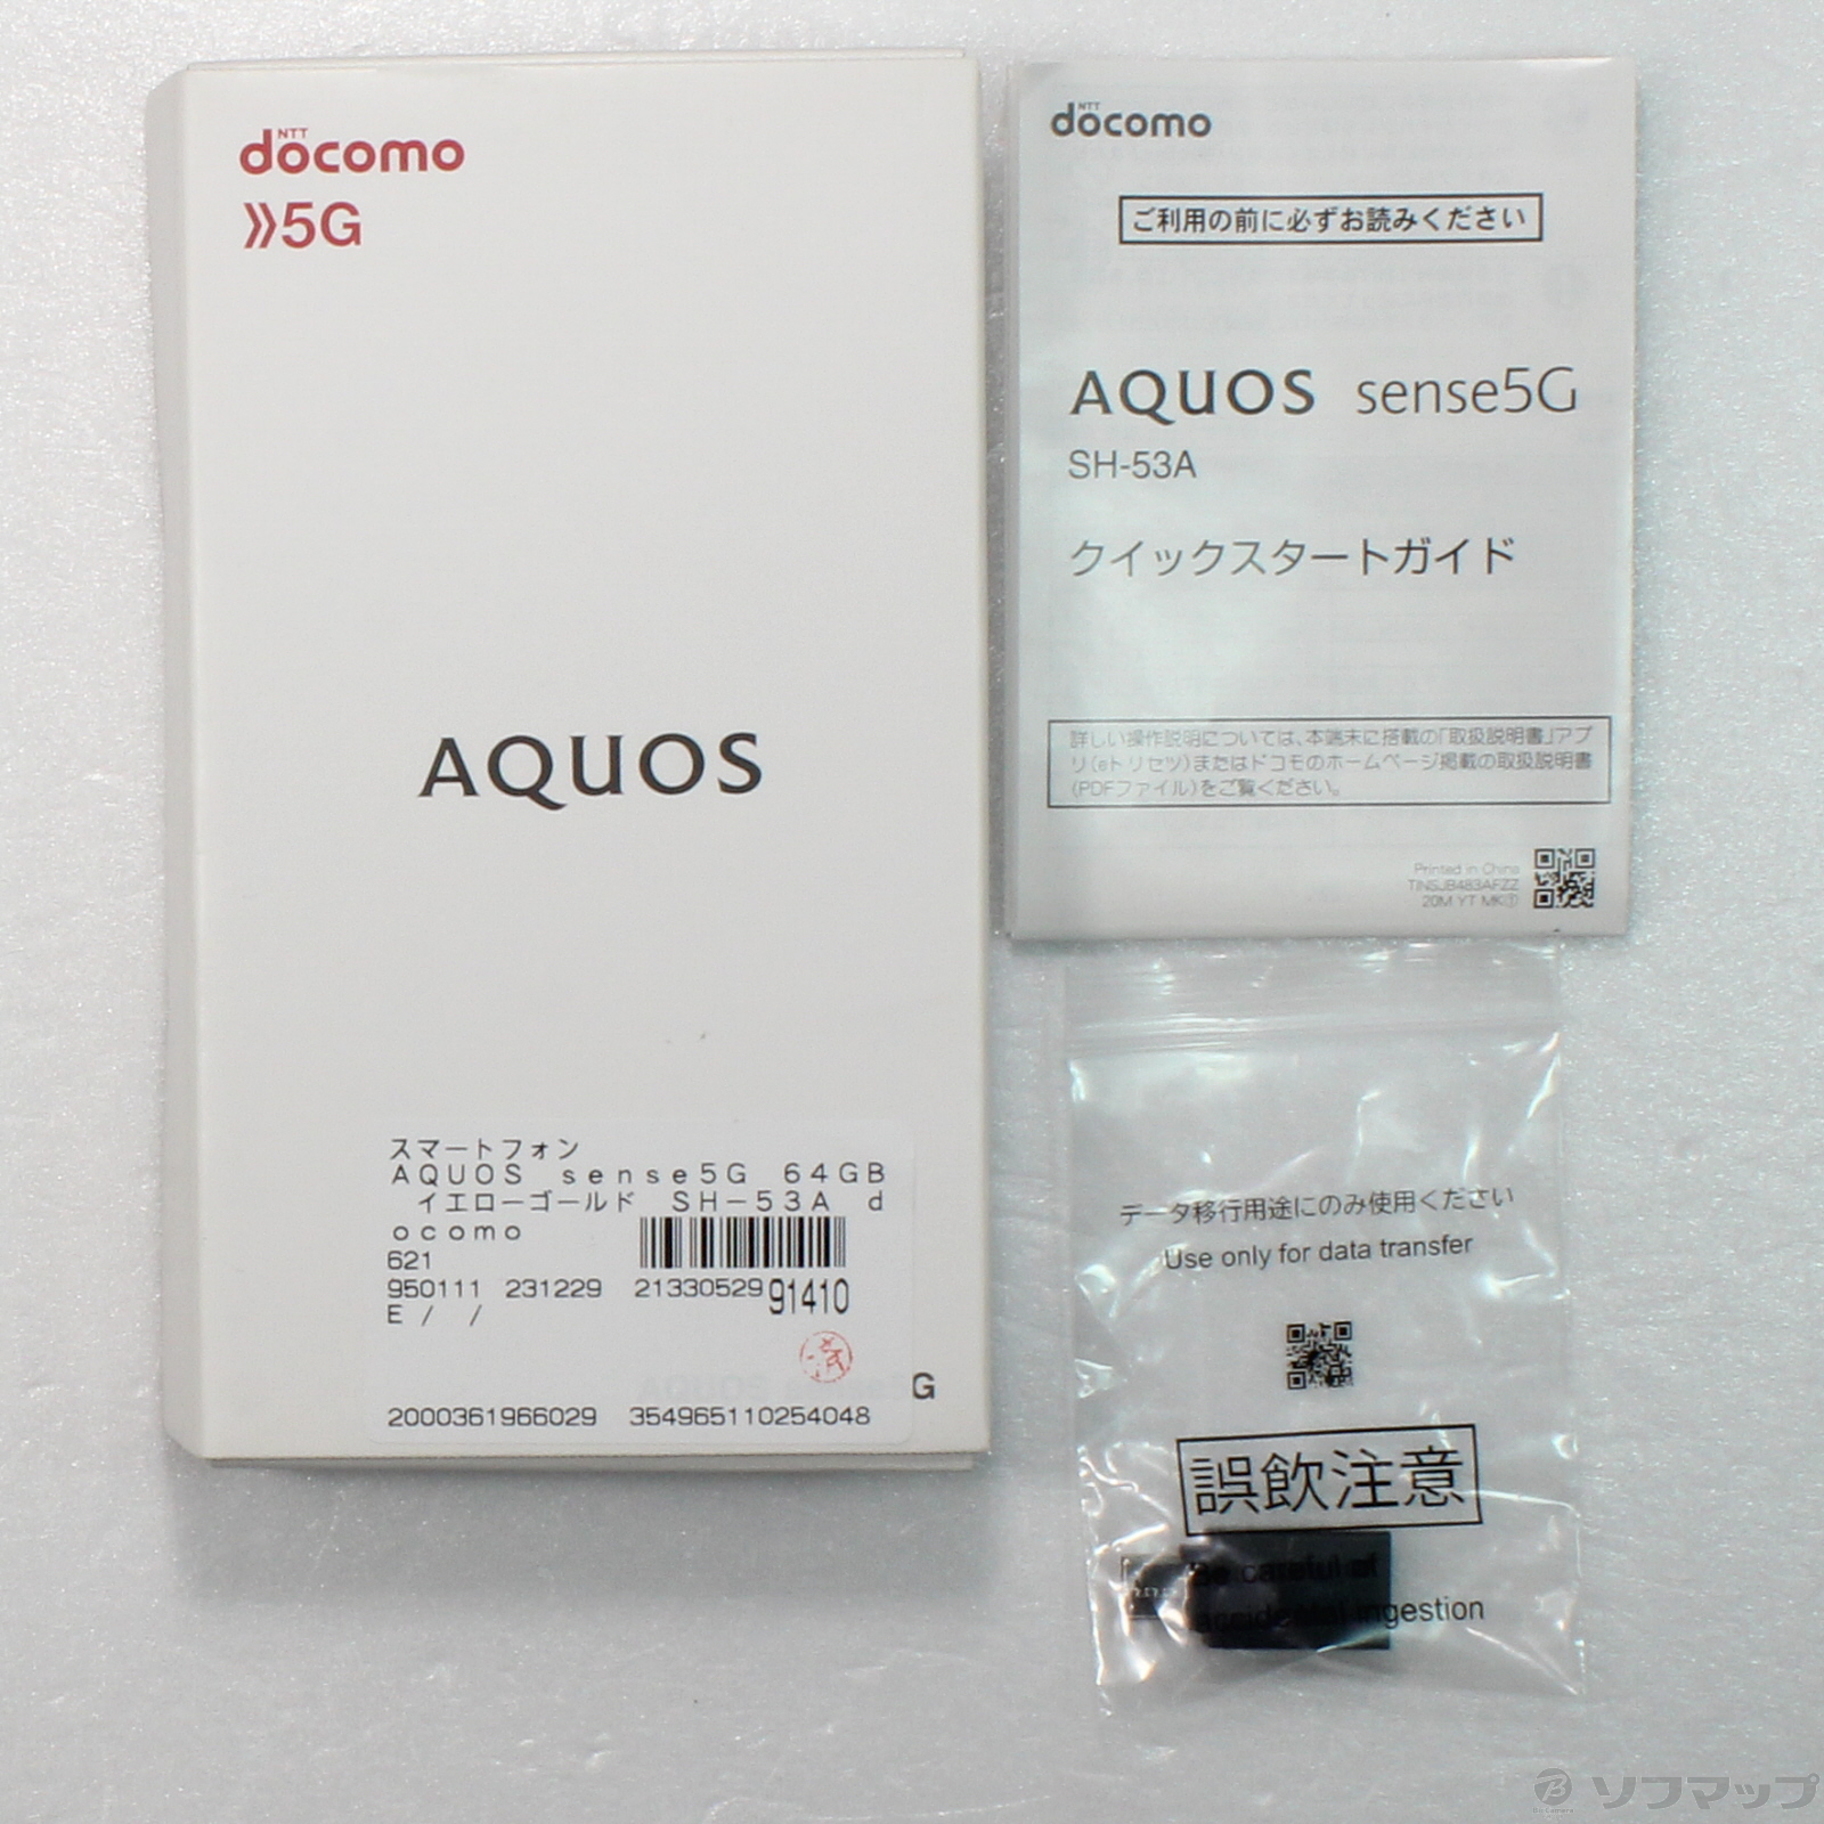 NTT
docomo
5G
AQUOS
スマートフォン
AQUOS sense5G 64GB
イエローゴールド SH-53A d
ocomo
621
950111 231229 21330529 91410
E / /
済
G
2000361966029 354965110254048
NTT
docomo
ご利用の前に必ずお読みください
AQUOS sense5G
SH-53A
クイックスタートガイド
詳しい操作説明については、本端末に搭載の「取扱説明書」アプ
リ(eトリセツ)またはドコモのホームページ掲載の取扱説明書
(PDFファイル)をご覧ください。
Printed in China
TINSJB483AFZZ
20M YT MK①
データ移行用途にのみ使用ください
Use only for data transfer
誤飲注意
Be careful of
accidental ingestion
ソフマップ